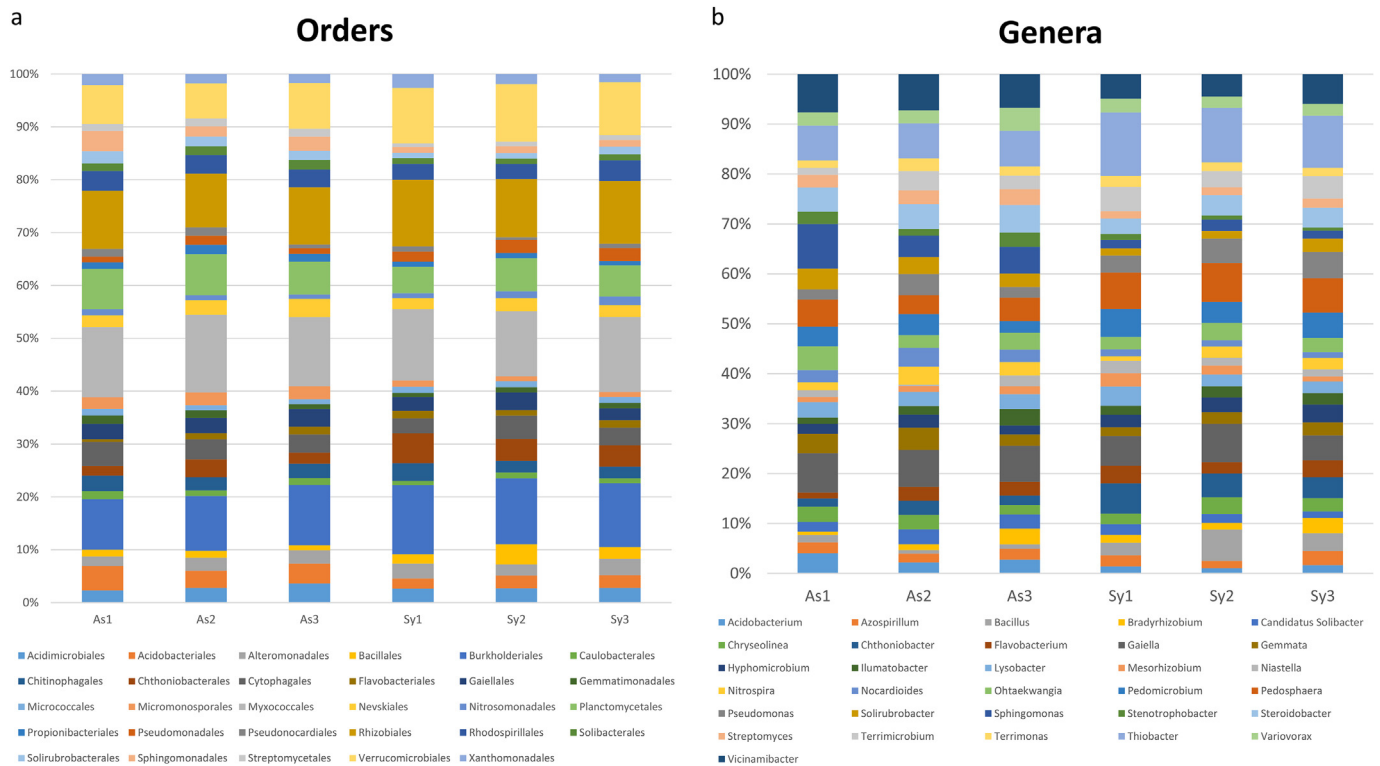 a
Orders
100%
90%
80%
70%
60%
50%
40%
30%
20%
10%
0%
As1 As2 As3 Sy1 Sy2 Sy3
Acidimicrobiales Acidobacteriales Alteromonadales Bacillales Burkholderiales Caulobacterales
Chitinophagales Chthoniobacterales Cytophagales Flavobacteriales Gaiellales Gemmatimonadales
Micrococcales Micromonosporales Myxococcales Nevskiales Nitrosomonadales Planctomycetales
Propionibacteriales Pseudomonadales Pseudonocardiales Rhizobiales Rhodospirillales Solibacterales
Solirubrobacterales Sphingomonadales Streptomycetales Verrucomicrobiales Xanthomonadales
b
Genera
100%
90%
80%
70%
60%
50%
40%
30%
20%
10%
0%
As1 As2 As3 Sy1 Sy2 Sy3
Acidobacterium Azospirillum Bacillus Bradyrhizobium Candidatus Solibacter
Chryseolinea Chthoniobacter Flavobacterium Gaiella Gemmata
Hyphomicrobium Ilumatobacter Lysobacter Mesorhizobium Niastella
Nitrospira Nocardioides Ohtaekwangia Pedomicrobium Pedosphaera
Pseudomonas Solirubrobacter Sphingomonas Stenotrophobacter Steroidobacter
Streptomyces Terrimicrobium Terrimonas Thiobacter Variovorax
Vicinamibacter